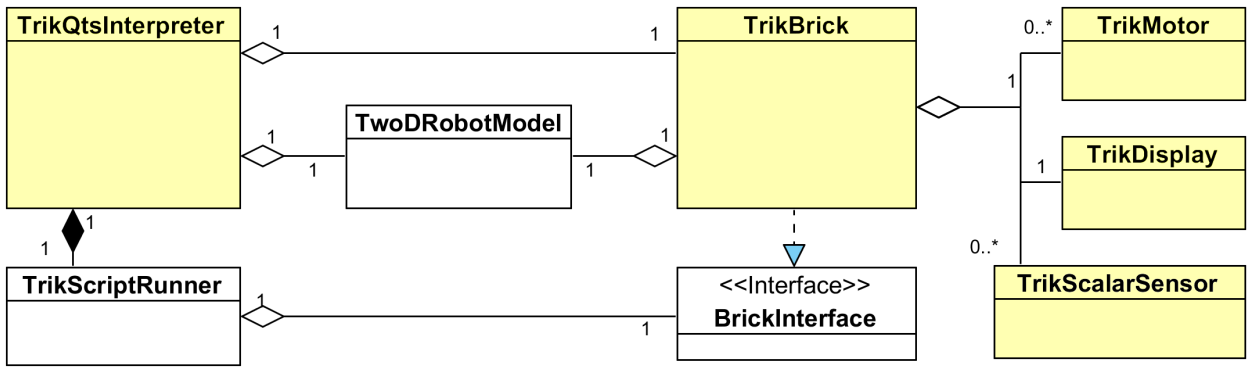 TrikQtsInterpreter
1
1
TrikBrick
0..*
TrikMotor
1
TwoDRobotModel
1
1
1
1
TrikDisplay
1
1
1
0..*
TrikScriptRunner
1
1
<<Interface>>
BrickInterface
TrikScalarSensor